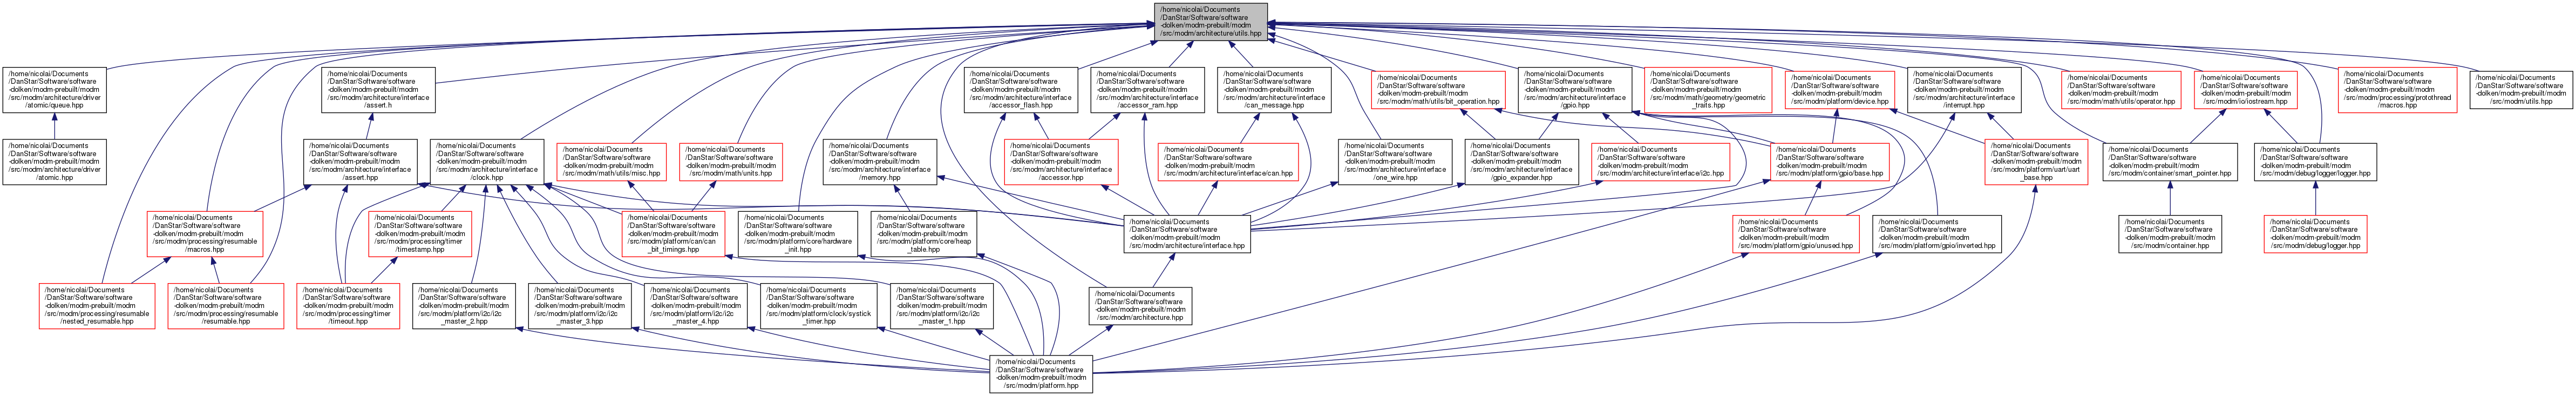 /home/nicolai/Documents
/DanStar/Software/software
-dolken/modm-prebuilt/modm
/src/modm/architecture/utils.hpp
/home/nicolai/Documents
/DanStar/Software/software
-dolken/modm-prebuilt/modm
/src/modm/architecture/driver
/atomic/queue.hpp
/home/nicolai/Documents
/DanStar/Software/software
-dolken/modm-prebuilt/modm
/src/modm/architecture/interface
/assert.h
/home/nicolai/Documents
/DanStar/Software/software
-dolken/modm-prebuilt/modm
/src/modm/architecture/interface
/accessor_flash.hpp
/home/nicolai/Documents
/DanStar/Software/software
-dolken/modm-prebuilt/modm
/src/modm/architecture/interface
/accessor_ram.hpp
/home/nicolai/Documents
/DanStar/Software/software
-dolken/modm-prebuilt/modm
/src/modm/architecture/interface
/can_message.hpp
/home/nicolai/Documents
/DanStar/Software/software
-dolken/modm-prebuilt/modm
/src/modm/math/utils/bit_operation.hpp
/home/nicolai/Documents
/DanStar/Software/software
-dolken/modm-prebuilt/modm
/src/modm/architecture/interface
/gpio.hpp
/home/nicolai/Documents
/DanStar/Software/software
-dolken/modm-prebuilt/modm
/src/modm/math/geometry/geometric
_traits.hpp
/home/nicolai/Documents
/DanStar/Software/software
-dolken/modm-prebuilt/modm
/src/modm/platform/device.hpp
/home/nicolai/Documents
/DanStar/Software/software
-dolken/modm-prebuilt/modm
/src/modm/architecture/interface
/interrupt.hpp
/home/nicolai/Documents
/DanStar/Software/software
-dolken/modm-prebuilt/modm
/src/modm/math/utils/operator.hpp
/home/nicolai/Documents
/DanStar/Software/software
-dolken/modm-prebuilt/modm
/src/modm/io/iostream.hpp
/home/nicolai/Documents
/DanStar/Software/software
-dolken/modm-prebuilt/modm
/src/modm/processing/protothread
/macros.hpp
/home/nicolai/Documents
/DanStar/Software/software
-dolken/modm-prebuilt/modm
/src/modm/utils.hpp
/home/nicolai/Documents
/DanStar/Software/software
-dolken/modm-prebuilt/modm
/src/modm/architecture/driver
/atomic.hpp
/home/nicolai/Documents
/DanStar/Software/software
-dolken/modm-prebuilt/modm
/src/modm/architecture/interface
/assert.hpp
/home/nicolai/Documents
/DanStar/Software/software
-dolken/modm-prebuilt/modm
/src/modm/architecture/interface
/clock.hpp
/home/nicolai/Documents
/DanStar/Software/software
-dolken/modm-prebuilt/modm
/src/modm/math/utils/misc.hpp
/home/nicolai/Documents
/DanStar/Software/software
-dolken/modm-prebuilt/modm
/src/modm/math/units.hpp
/home/nicolai/Documents
/DanStar/Software/software
-dolken/modm-prebuilt/modm
/src/modm/architecture/interface
/memory.hpp
/home/nicolai/Documents
/DanStar/Software/software
-dolken/modm-prebuilt/modm
/src/modm/architecture/interface
/accessor.hpp
/home/nicolai/Documents
/DanStar/Software/software
-dolken/modm-prebuilt/modm
/src/modm/architecture/interface/can.hpp
/home/nicolai/Documents
/DanStar/Software/software
-dolken/modm-prebuilt/modm
/src/modm/architecture/interface
/one_wire.hpp
/home/nicolai/Documents
/DanStar/Software/software
-dolken/modm-prebuilt/modm
/src/modm/architecture/interface
/gpio_expander.hpp
/home/nicolai/Documents
/DanStar/Software/software
-dolken/modm-prebuilt/modm
/src/modm/architecture/interface/i2c.hpp
/home/nicolai/Documents
/DanStar/Software/software
-dolken/modm-prebuilt/modm
/src/modm/platform/gpio/base.hpp
/home/nicolai/Documents
/DanStar/Software/software
-dolken/modm-prebuilt/modm
/src/modm/platform/uart/uart
_base.hpp
/home/nicolai/Documents
/DanStar/Software/software
-dolken/modm-prebuilt/modm
/src/modm/container/smart_pointer.hpp
/home/nicolai/Documents
/DanStar/Software/software
-dolken/modm-prebuilt/modm
/src/modm/debug/logger/logger.hpp
/home/nicolai/Documents
/DanStar/Software/software
-dolken/modm-prebuilt/modm
/src/modm/processing/resumable
/macros.hpp
/home/nicolai/Documents
/DanStar/Software/software
-dolken/modm-prebuilt/modm
/src/modm/processing/timer
/timestamp.hpp
/home/nicolai/Documents
/DanStar/Software/software
-dolken/modm-prebuilt/modm
/src/modm/platform/can/can
_bit_timings.hpp
/home/nicolai/Documents
/DanStar/Software/software
-dolken/modm-prebuilt/modm
/src/modm/platform/core/hardware
_init.hpp
/home/nicolai/Documents
/DanStar/Software/software
-dolken/modm-prebuilt/modm
/src/modm/platform/core/heap
_table.hpp
/home/nicolai/Documents
/DanStar/Software/software
-dolken/modm-prebuilt/modm
/src/modm/architecture/interface.hpp
/home/nicolai/Documents
/DanStar/Software/software
-dolken/modm-prebuilt/modm
/src/modm/platform/gpio/unused.hpp
/home/nicolai/Documents
/DanStar/Software/software
-dolken/modm-prebuilt/modm
/src/modm/platform/gpio/inverted.hpp
/home/nicolai/Documents
/DanStar/Software/software
-dolken/modm-prebuilt/modm
/src/modm/container.hpp
/home/nicolai/Documents
/DanStar/Software/software
-dolken/modm-prebuilt/modm
/src/modm/debug/logger.hpp
/home/nicolai/Documents
/DanStar/Software/software
-dolken/modm-prebuilt/modm
/src/modm/processing/resumable
/nested_resumable.hpp
/home/nicolai/Documents
/DanStar/Software/software
-dolken/modm-prebuilt/modm
/src/modm/processing/resumable
/resumable.hpp
/home/nicolai/Documents
/DanStar/Software/software
-dolken/modm-prebuilt/modm
/src/modm/processing/timer
/timeout.hpp
/home/nicolai/Documents
/DanStar/Software/software
-dolken/modm-prebuilt/modm
/src/modm/platform/i2c/i2c
_master_2.hpp
/home/nicolai/Documents
/DanStar/Software/software
-dolken/modm-prebuilt/modm
/src/modm/platform/i2c/i2c
_master_3.hpp
/home/nicolai/Documents
/DanStar/Software/software
-dolken/modm-prebuilt/modm
/src/modm/platform/i2c/i2c
_master_4.hpp
/home/nicolai/Documents
/DanStar/Software/software
-dolken/modm-prebuilt/modm
/src/modm/platform/clock/systick
_timer.hpp
/home/nicolai/Documents
/DanStar/Software/software
-dolken/modm-prebuilt/modm
/src/modm/platform/i2c/i2c
_master_1.hpp
/home/nicolai/Documents
/DanStar/Software/software
-dolken/modm-prebuilt/modm
/src/modm/architecture.hpp
/home/nicolai/Documents
/DanStar/Software/software
-dolken/modm-prebuilt/modm
/src/modm/platform.hpp